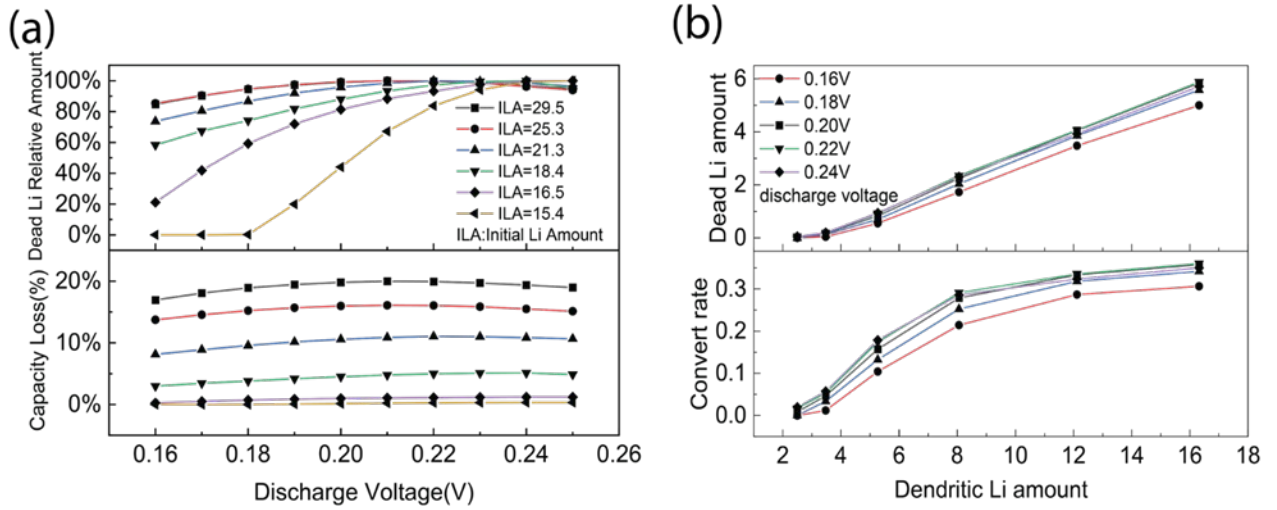 (a)
Dead Li Relative Amount
100%
80%
60%
40%
20%
0%
ILA=29.5
ILA=25.3
ILA=21.3
ILA=18.4
ILA=16.5
ILA=15.4
ILA:Initial Li Amount
Capacity Loss(%)
20%
10%
0%
0.16
0.18
0.20
0.22
0.24
0.26
Discharge Voltage(V)
(b)
Dead Li amount
6
4
2
0
0.16V
0.18V
0.20V
0.22V
0.24V
discharge voltage
Convert rate
0.3
0.2
0.1
0.0
2
4
6
8
10
12
14
16
18
Dendritic Li amount